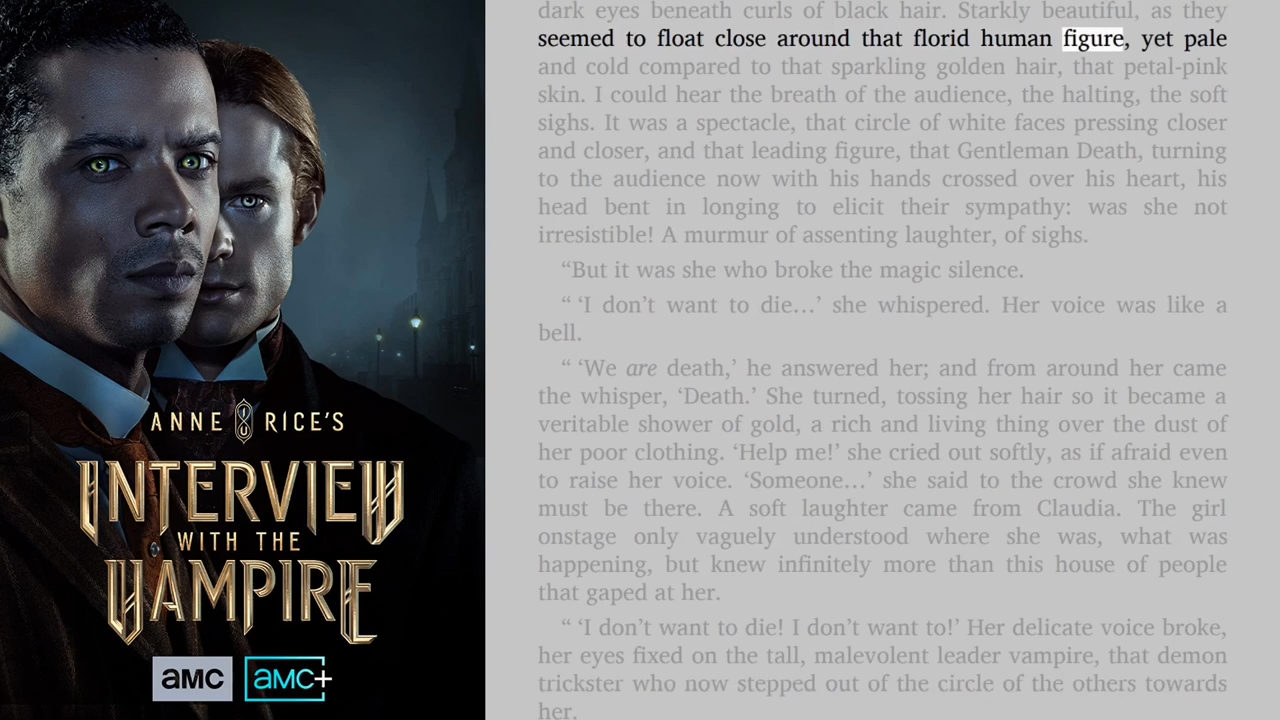 ANNE RICE'S
INTERVIEW
WITH THE
VAMPIRE
amc
amc+
dark eyes beneath curls of black hair. Starkly beautiful, as they
seemed to float close around that florid human figure, yet pale
and cold compared to that sparkling golden hair, that petal-pink
skin. I could hear the breath of the audience, the halting, the soft
sighs. It was a spectacle, that circle of white faces pressing closer
and closer, and that leading figure, that Gentleman Death, turning
to the audience now with his hands crossed over his heart, his
head bent in longing to elicit their sympathy: was she not
irresistible! A murmur of assenting laughter, of sighs.
“But it was she who broke the magic silence.
“ ‘I don’t want to die…’ she whispered. Her voice was like a
bell.
“ ‘We are death,’ he answered her; and from around her came
the whisper, ‘Death.’ She turned, tossing her hair so it became a
veritable shower of gold, a rich and living thing over the dust of
her poor clothing. ‘Help me!’ she cried out softly, as if afraid even
to raise her voice. ‘Someone…’ she said to the crowd she knew
must be there. A soft laughter came from Claudia. The girl
onstage only vaguely understood where she was, what was
happening, but knew infinitely more than this house of people
that gaped at her.
“ ‘I don’t want to die! I don’t want to!’ Her delicate voice broke,
her eyes fixed on the tall, malevolent leader vampire, that demon
trickster who now stepped out of the circle of the others towards
her.